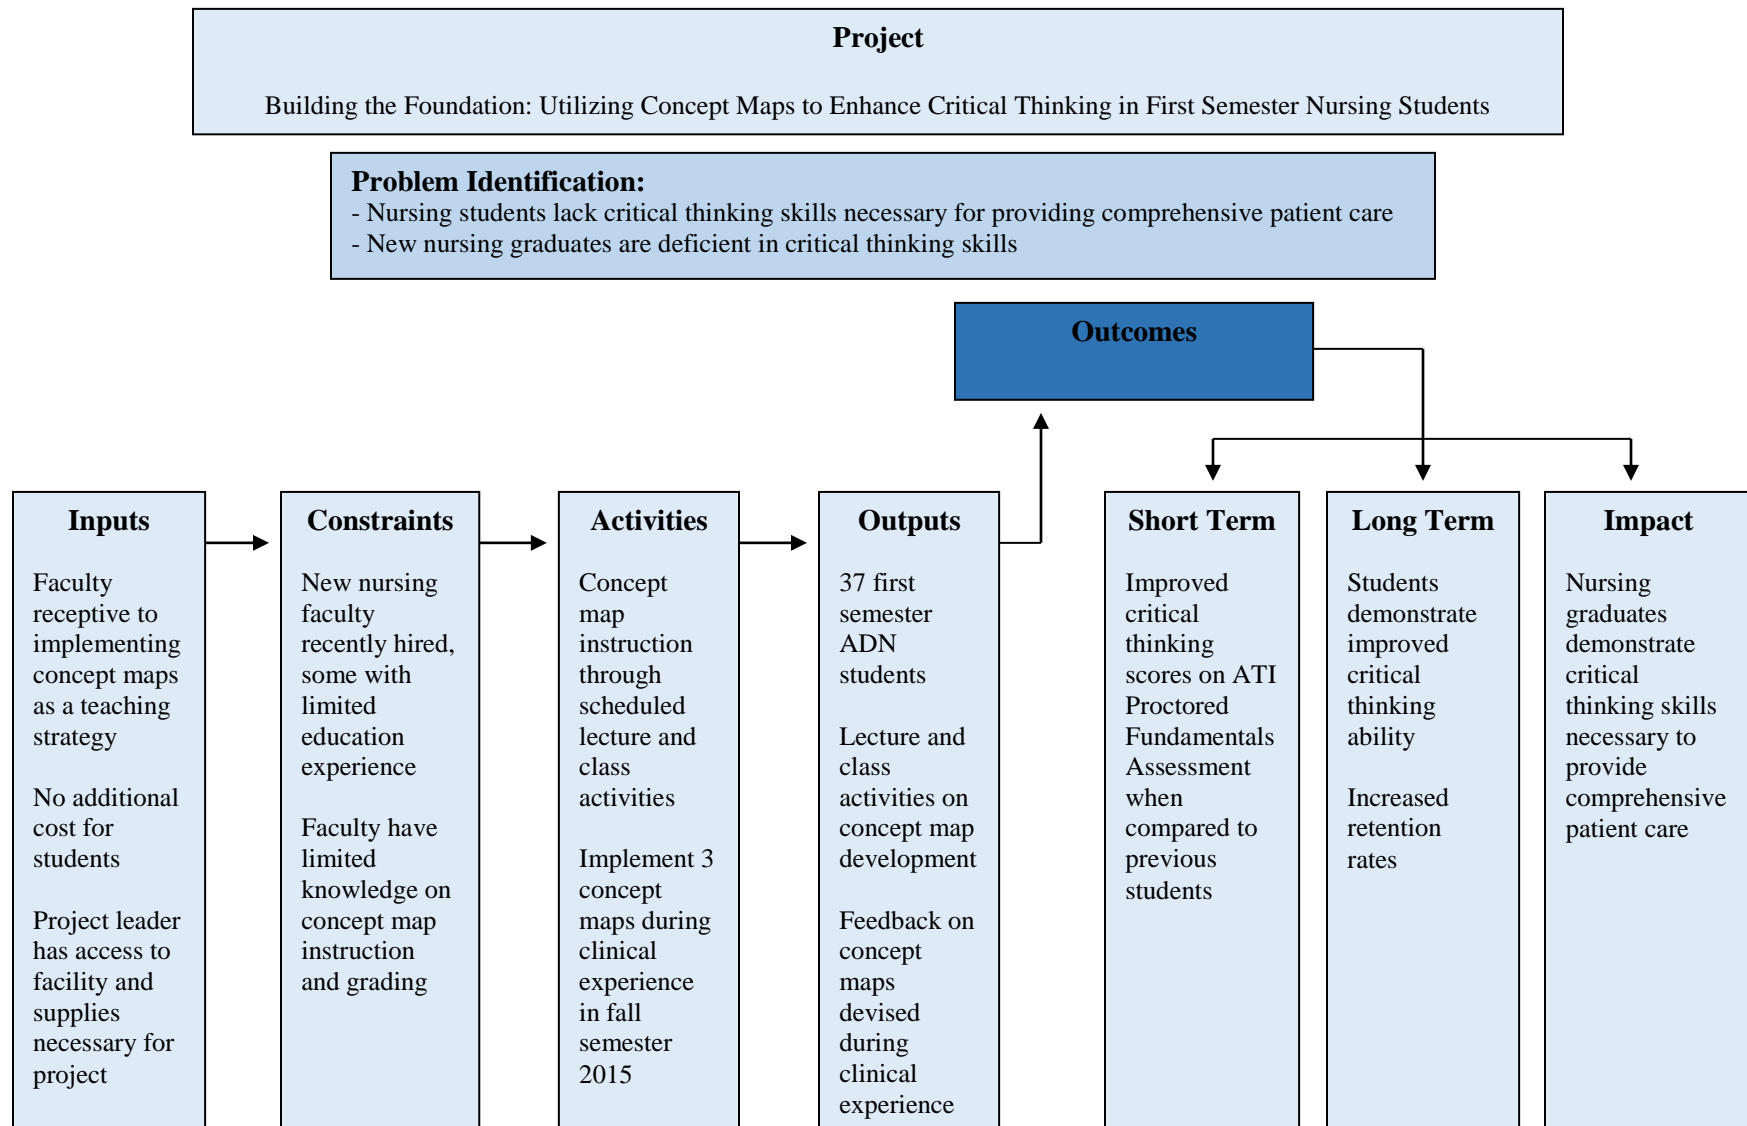 Project
Building the Foundation: Utilizing Concept Maps to Enhance Critical Thinking in First Semester Nursing Students
Problem Identification:
- Nursing students lack critical thinking skills necessary for providing comprehensive patient care
- New nursing graduates are deficient in critical thinking skills
Outcomes
Inputs
Faculty
receptive to
implementing
concept maps
as a teaching
strategy
No additional
cost for
students
Project leader
has access to
facility and
supplies
necessary for
project
Constraints
New nursing
faculty
recently hired,
some with
limited
education
experience
Faculty have
limited
knowledge on
concept map
instruction
and grading
Activities
Concept
map
instruction
through
scheduled
lecture and
class
activities
Implement 3
concept
maps during
clinical
experience
in fall
semester
2015
Outputs
37 first
semester
ADN
students
Lecture and
class
activities on
concept map
development
Feedback on
concept
maps
devised
during
clinical
experience
Short Term
Improved
critical
thinking
scores on ATI
Proctored
Fundamentals
Assessment
when
compared to
previous
students
Long Term
Students
demonstrate
improved
critical
thinking
ability
Increased
retention
rates
Impact
Nursing
graduates
demonstrate
critical
thinking skills
necessary to
provide
comprehensive
patient care